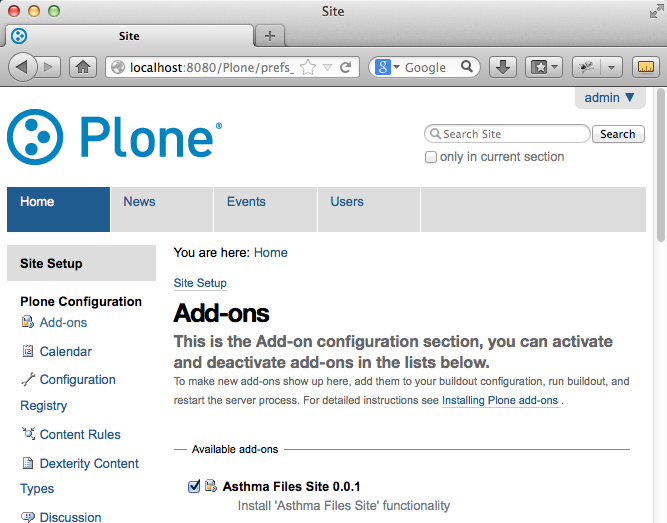 Site
Site
localhost:8080/Plone/prefs_
Google
admin ▼
Plone®
Search Site
Search
only in current section
Home
News
Events
Users
Site Setup
You are here: Home
Site Setup
Plone Configuration
Add-ons
Calendar
Configuration
Registry
Content Rules
Dexterity Content
Types
Discussion
Add-ons
This is the Add-on configuration section, you can activate
and deactivate add-ons in the lists below.
To make new add-ons show up here, add them to your buildout configuration, run buildout, and
restart the server process. For detailed instructions see Installing Plone add-ons .
Available add-ons
Asthma Files Site 0.0.1
Install 'Asthma Files Site' functionality